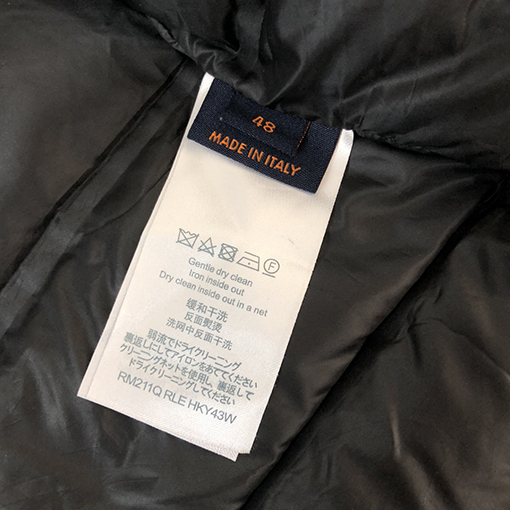 48
MADE IN ITALY
Gentle dry clean
Iron inside out
Dry clean inside out in a net
缓和干洗
反面熨烫
洗网中反面干洗
弱流でドライクリーニング
裏返しにしてアイロンをあててください
クリーニングネットを使用し、裏返して
ドライクリーニングしてください
RM211Q RLE HKY43W